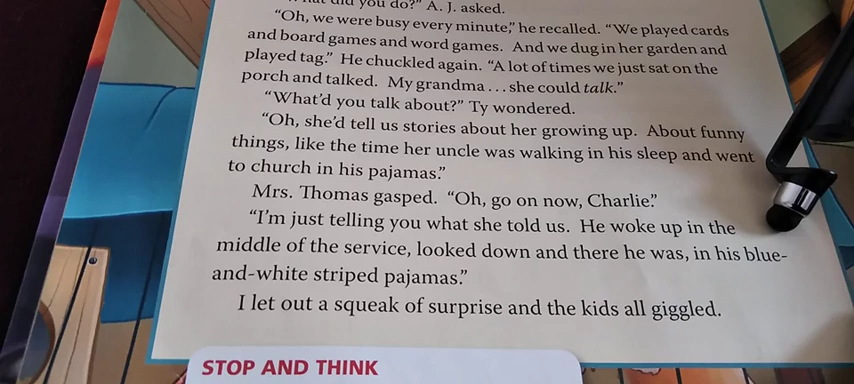 did you do?" A. J. asked.
"Oh, we were busy every minute," he recalled. "We played cards
and board games and word games. And we dug in her garden and
played tag." He chuckled again. "A lot of times we just sat on the
porch and talked. My grandma . . . she could talk."
"What'd you talk about?" Ty wondered.
"Oh, she'd tell us stories about her growing up. About funny
things, like the time her uncle was walking in his sleep and went
to church in his pajamas."
Mrs. Thomas gasped. "Oh, go on now, Charlie."
"I'm just telling you what she told us. He woke up in the
middle of the service, looked down and there he was, in his blue-
and-white striped pajamas."
I let out a squeak of surprise and the kids all giggled.
STOP AND THINK